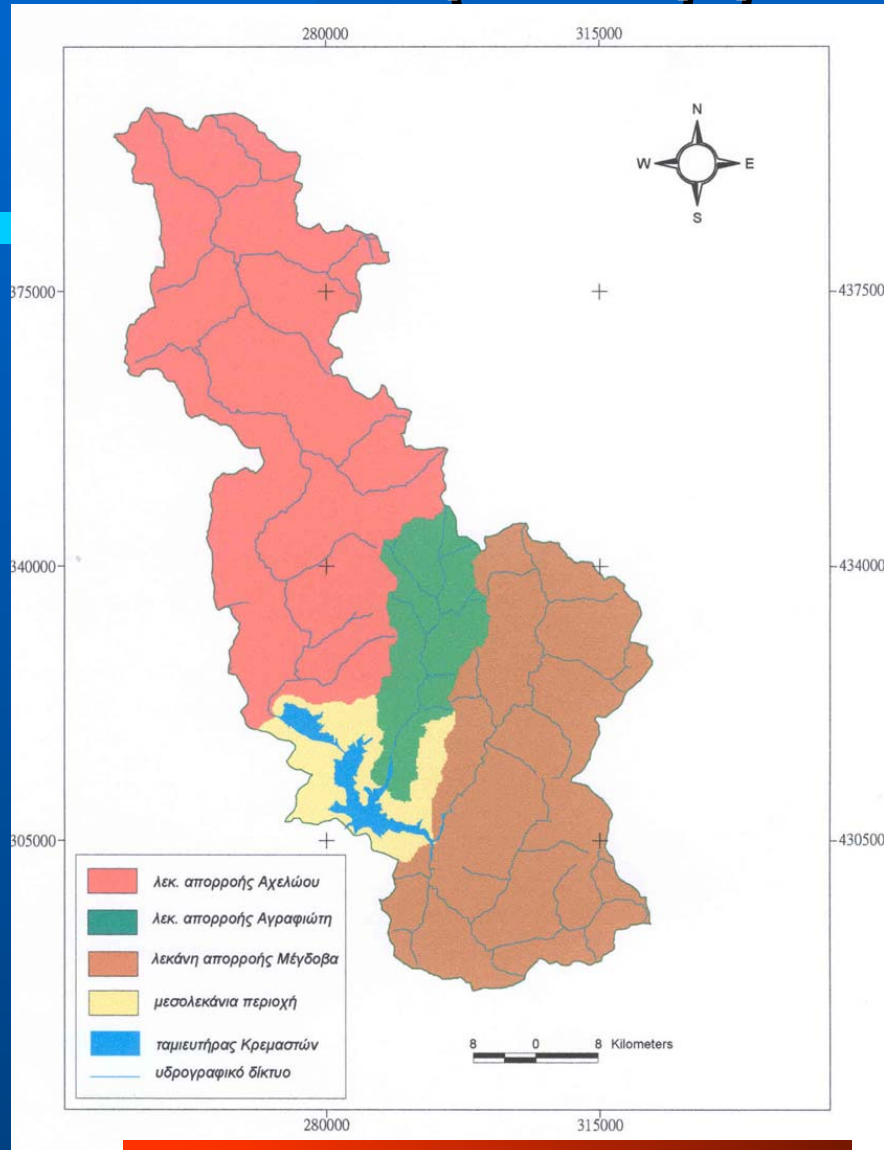 280000 315000
N
W E
S
375000 437500
340000 434000
305000 430500
λεκ. απορροής Αχελώου
λεκ. απορροής Αγραφιώτη
λεκάνη απορροής Μέγδοβα
μεσολεκάνια περιοχή
ταμιευτήρας Κρεμαστών
υδρογραφικό δίκτυο
8 0 8 Kilometers
280000 315000